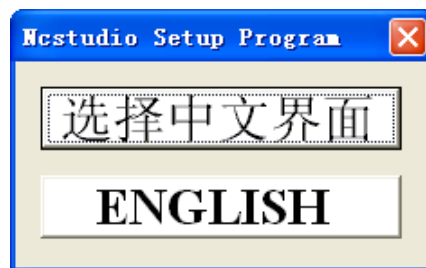 Ncstudio Setup Program
选择中文界面
ENGLISH